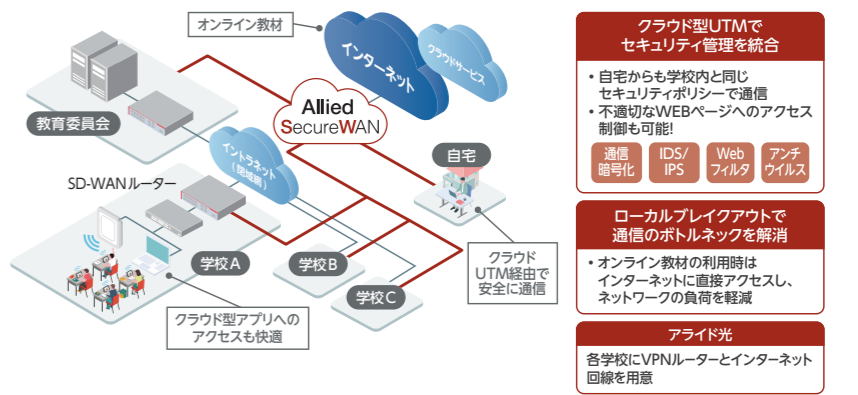 オンライン教材
インターネット
クラウドサービス
Allied
SecureWAN
教育委員会
イントラネット
(閉域網)
自宅
SD-WANルーター
学校A
学校B
学校C
クラウド
UTM経由で
安全に通信
クラウド型アプリへの
アクセスも快適
クラウド型UTMで
セキュリティ管理を統合
・自宅からも学校内と同じ
セキュリティポリシーで通信
・不適切なWEBページへのアクセス
制御も可能!
通信
暗号化
IDS/
IPS
Web
フィルタ
アンチ
ウイルス
ローカルブレイクアウトで
通信のボトルネックを解消
・オンライン教材の利用時は
インターネットに直接アクセスし、
ネットワークの負荷を軽減
アライド光
各学校にVPNルーターとインターネット
回線を用意